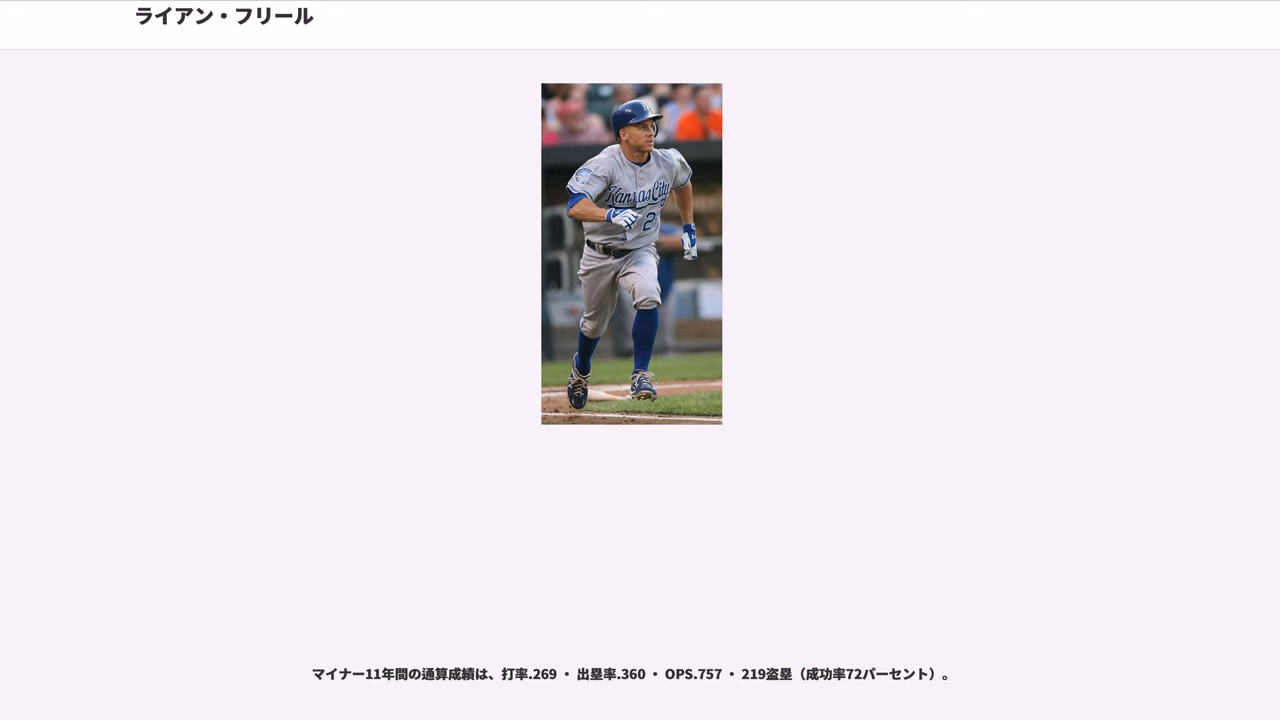 ライアン・フリール
Kansas City
2
マイナー11年間の通算成績は、打率.269 ・ 出塁率.360 ・ OPS.757 ・ 219盗塁（成功率72パーセント）。